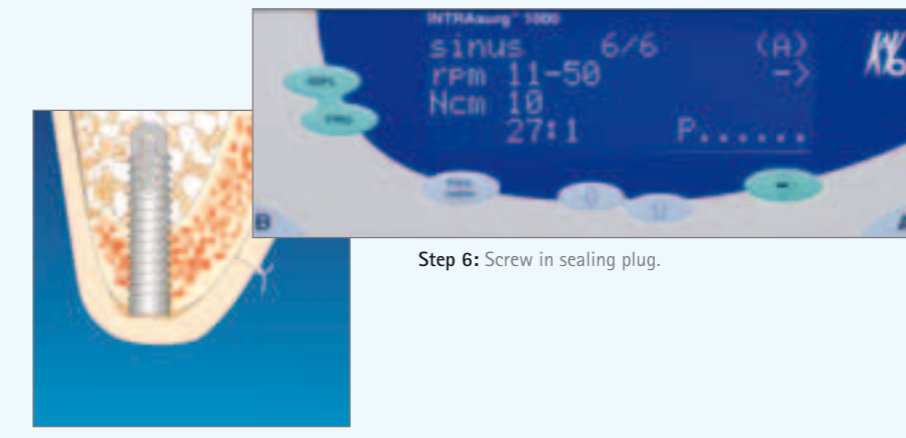 INTRAsurg® 1000
sinus 6/6 (A)
rpm 11-50 ->
Ncm 10
27:1 P......
B
Step 6: Screw in sealing plug.